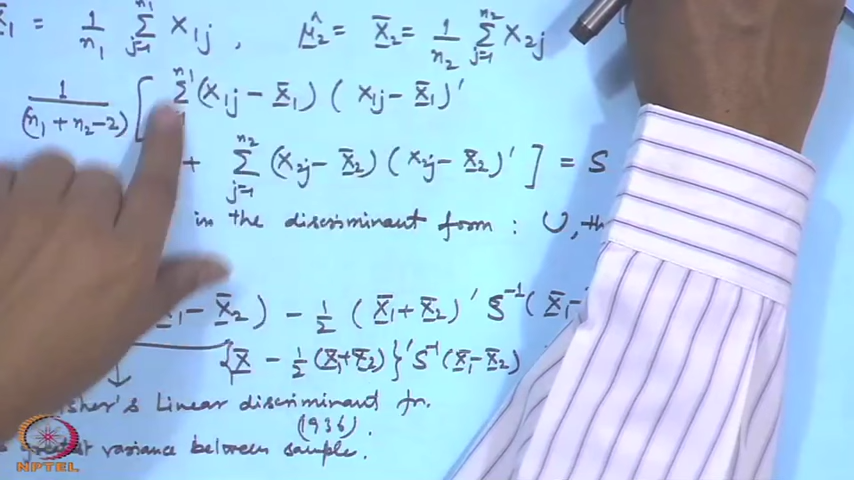 X̄₁ = 1/n₁ Σ_{j=1}^{n₁} X₁ⱼ , μ̂₂ = X̄₂ = 1/n₂ Σ_{j=1}^{n₂} X₂ⱼ
1/(n₁+n₂-2) [ Σ^{n₁} (X₁ⱼ - X̄₁) ( X₁ⱼ - X̄₁)′
+ Σ_{j=1}^{n₂} (X₂ⱼ - X̄₂) ( X₂ⱼ - X̄₂)′ ] = S
in the discriminant form : U,
X̄₁ - X̄₂) - 1/2 ( X̄₁+X̄₂ )′ S⁻¹ ( X̄₁-
{X - 1/2 (X̄₁+X̄₂) }′ S⁻¹ (X̄₁-X̄₂)
Linear discriminant fn.
(1936).
variance between sample.
NPTEL